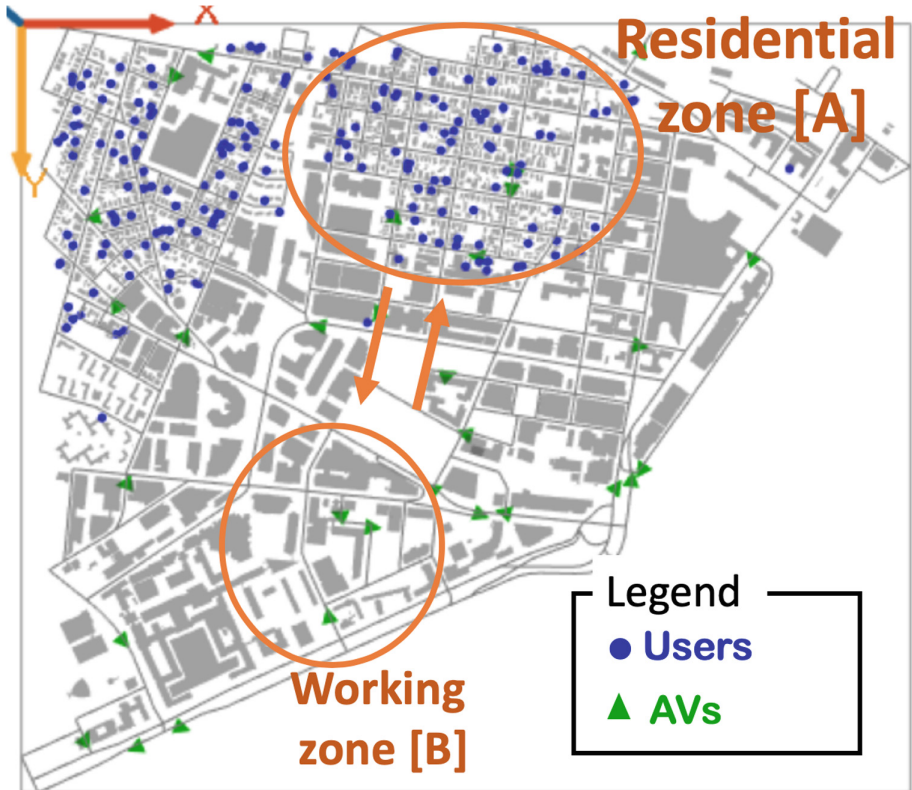 X
Y
Residential
zone [A]
Working
zone [B]
Legend
Users
AVs